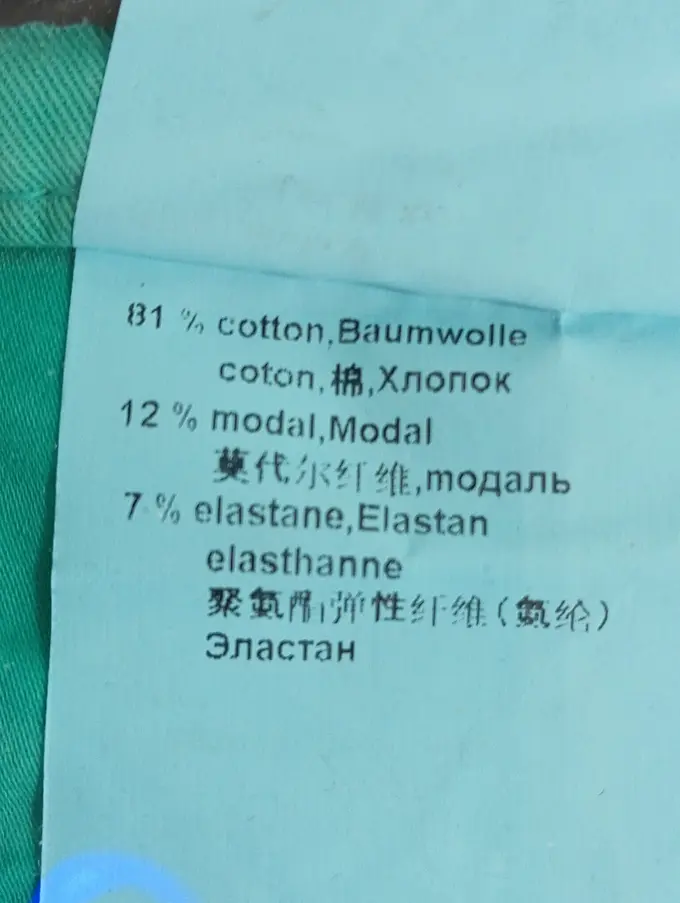 81 % cotton,Baumwolle
coton,棉,Хлопок
12 % modal,Modal
莫代尔纤维,модаль
7 % elastane,Elastan
elasthanne
聚氨酯弹性纤维(氨纶)
Эластан